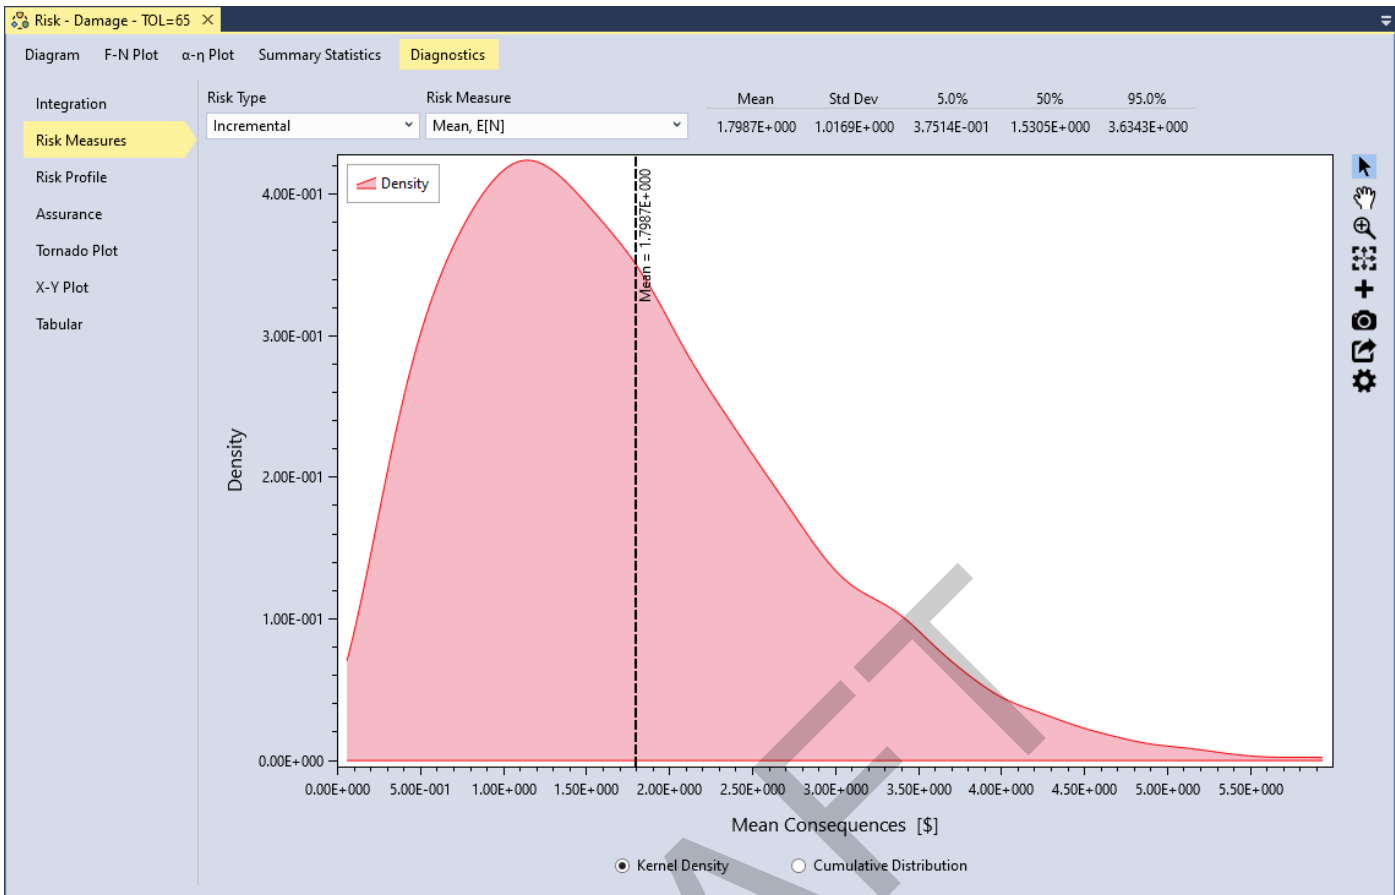 Risk - Damage - TOL=65
Diagram F-N Plot α-η Plot Summary Statistics Diagnostics
Integration
Risk Measures
Risk Profile
Assurance
Tornado Plot
X-Y Plot
Tabular
Risk Type Risk Measure Mean Std Dev 5.0% 50% 95.0%
Incremental Mean, E[N] 1.7987E+000 1.0169E+000 3.7514E-001 1.5305E+000 3.6343E+000
Density
Mean = 1.7987E+000
Density
4.00E-001
3.00E-001
2.00E-001
1.00E-001
0.00E+000
0.00E+000 5.00E-001 1.00E+000 1.50E+000 2.00E+000 2.50E+000 3.00E+000 3.50E+000 4.00E+000 4.50E+000 5.00E+000 5.50E+000
Mean Consequences [$]
Kernel Density Cumulative Distribution
AFT